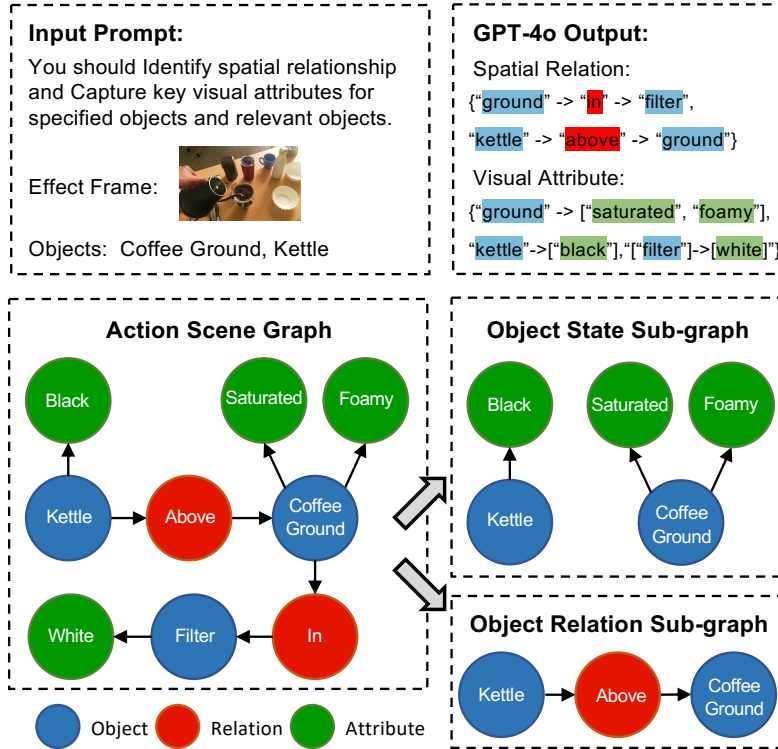 Input Prompt:
You should Identify spatial relationship
and Capture key visual attributes for
specified objects and relevant objects.
Effect Frame:
Objects: Coffee Ground, Kettle
GPT-4o Output:
Spatial Relation:
{“ground” -> “in” -> “filter”,
“kettle” -> “above” -> “ground”}
Visual Attribute:
{“ground” -> [“saturated”, “foamy”],
“kettle”->[“black”],“[“filter”]->[white]”}
Action Scene Graph
Black
Saturated
Foamy
Kettle
Above
Coffee
Ground
White
Filter
In
Object State Sub-graph
Black
Saturated
Foamy
Kettle
Coffee
Ground
Object Relation Sub-graph
Kettle
Above
Coffee
Ground
Object
Relation
Attribute